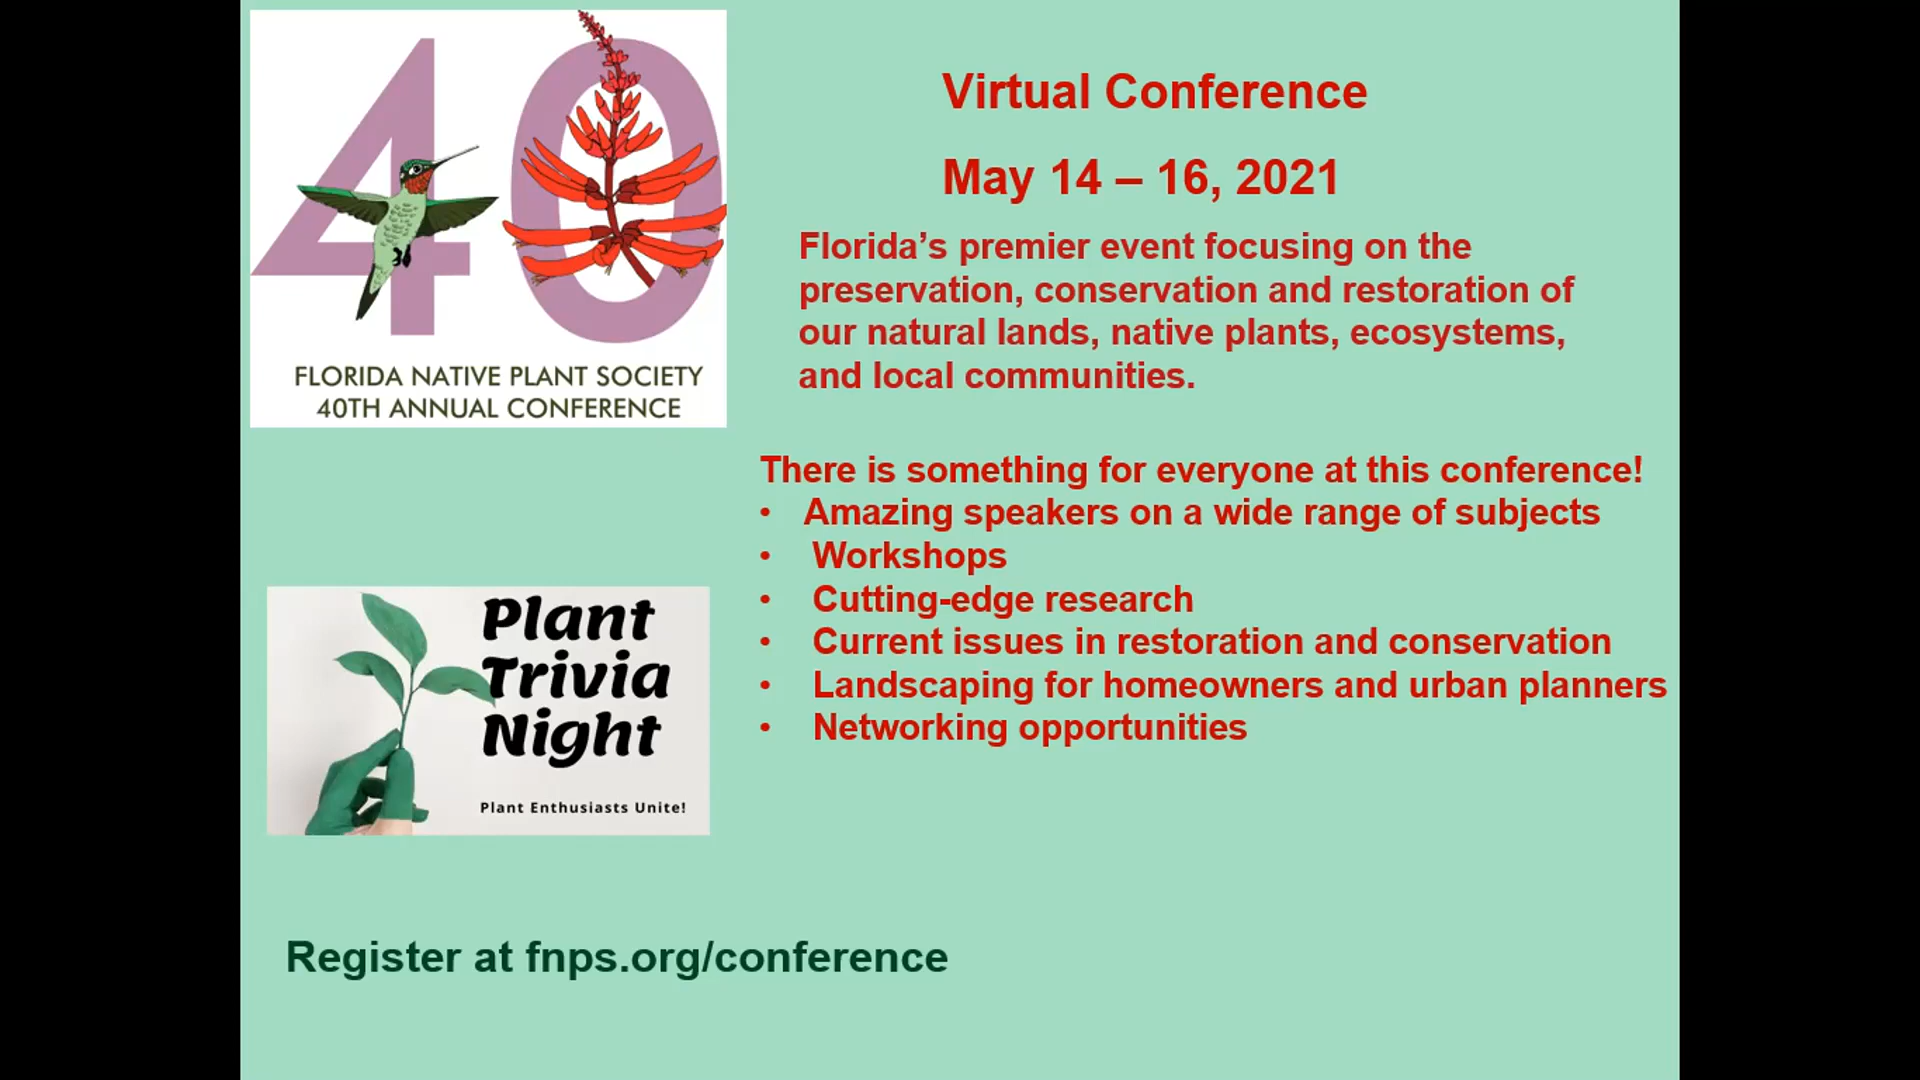 40
FLORIDA NATIVE PLANT SOCIETY
40TH ANNUAL CONFERENCE
Virtual Conference
May 14 – 16, 2021
Florida’s premier event focusing on the
preservation, conservation and restoration of
our natural lands, native plants, ecosystems,
and local communities.
There is something for everyone at this conference!
• Amazing speakers on a wide range of subjects
• Workshops
• Cutting-edge research
• Current issues in restoration and conservation
• Landscaping for homeowners and urban planners
• Networking opportunities
Plant
Trivia
Night
Plant Enthusiasts Unite!
Register at fnps.org/conference